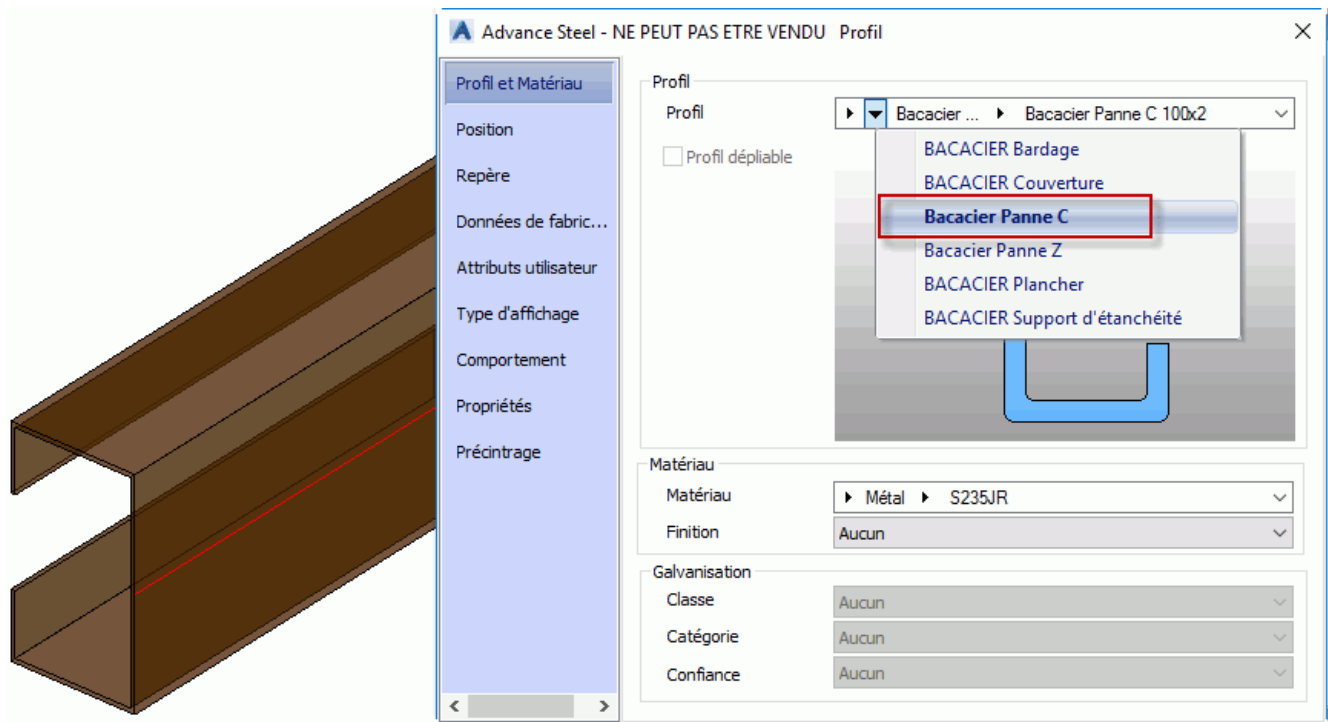 Advance Steel - NE PEUT PAS ETRE VENDU Profil
Profil et Matériau
Position
Repère
Données de fabric...
Attributs utilisateur
Type d'affichage
Comportement
Propriétés
Précintrage
Profil
Profil
Bacacier ... Bacacier Panne C 100x2
Profil dépliable
BACACIER Bardage
BACACIER Couverture
Bacacier Panne C
Bacacier Panne Z
BACACIER Plancher
BACACIER Support d'étanchéité
Matériau
Matériau Métal S235JR
Finition Aucun
Galvanisation
Classe Aucun
Catégorie Aucun
Confiance Aucun